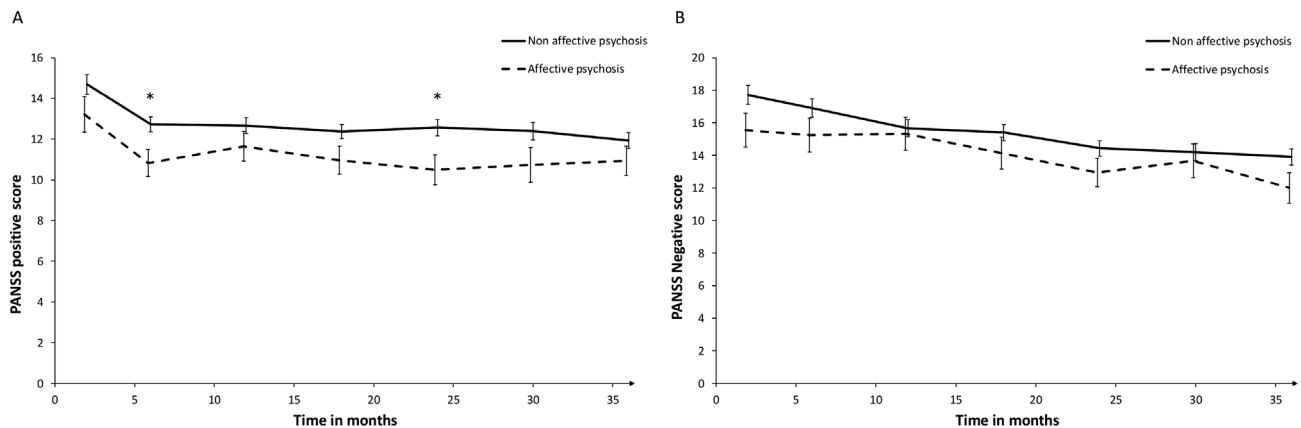 A
Non affective psychosis
Affective psychosis
16
14
12
10
8
6
4
2
0
* *
PANSS positive score
0 5 10 15 20 25 30 35
Time in months
B
Non affective psychosis
Affective psychosis
20
18
16
14
12
10
8
6
4
2
0
PANSS Negative score
0 5 10 15 20 25 30 35
Time in months